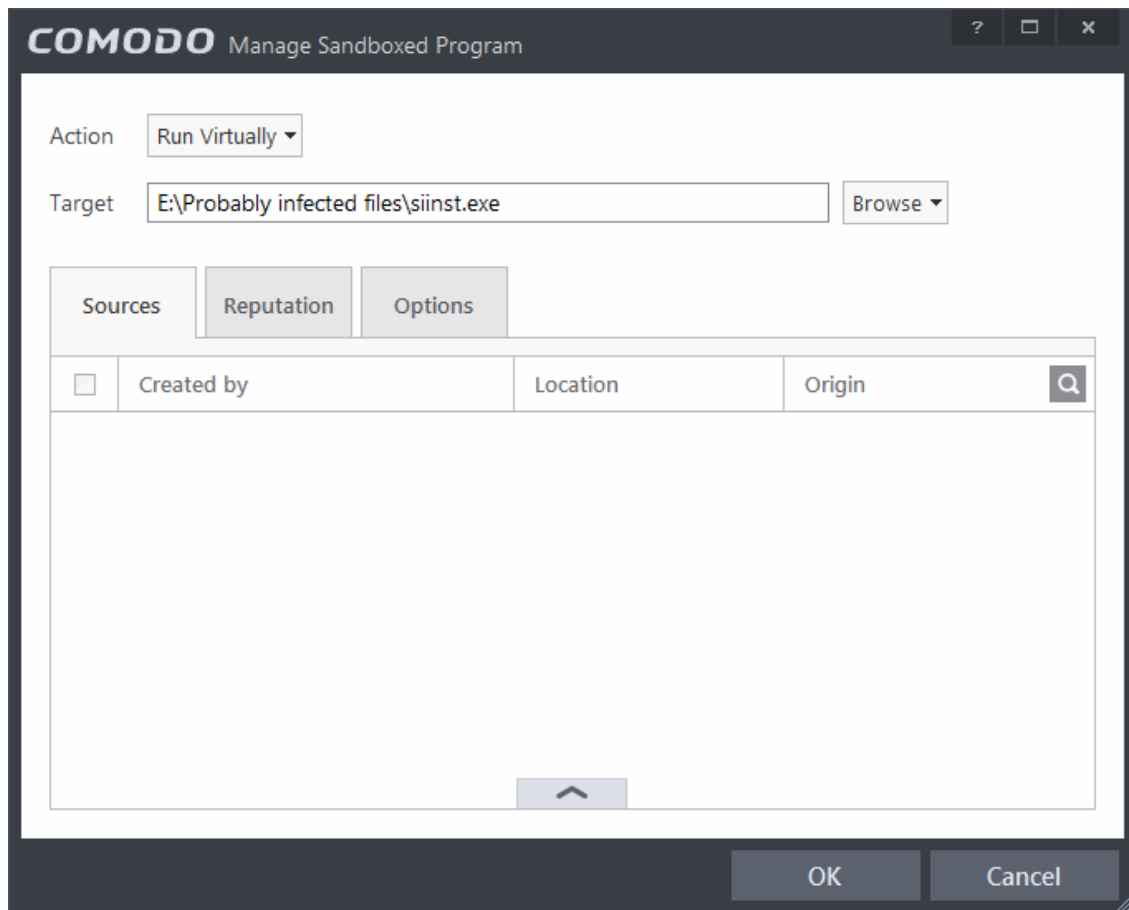 COMODO Manage Sandboxed Program ? x
Action Run Virtually
Target E:\Probably infected files\siinst.exe Browse
Sources Reputation Options
Created by Location Origin
OK Cancel